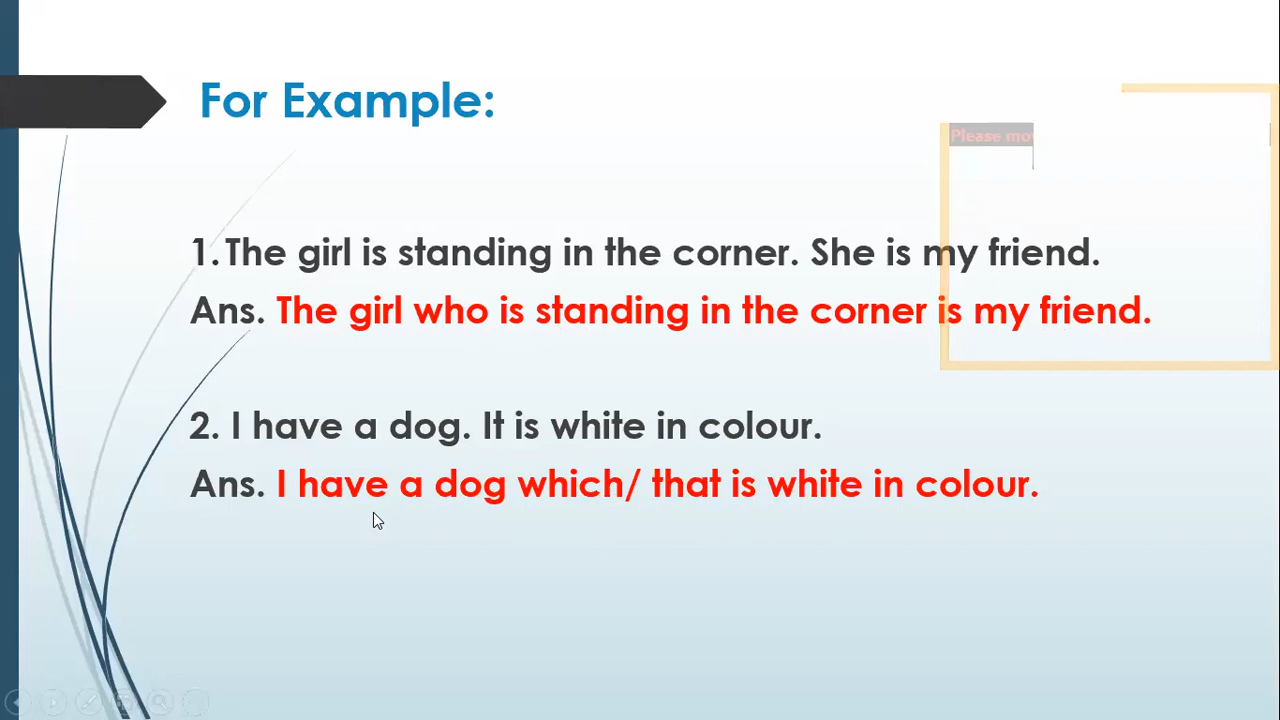 For Example:
Please mo
1. The girl is standing in the corner. She is my friend.
Ans. The girl who is standing in the corner is my friend.
2. I have a dog. It is white in colour.
Ans. I have a dog which/ that is white in colour.